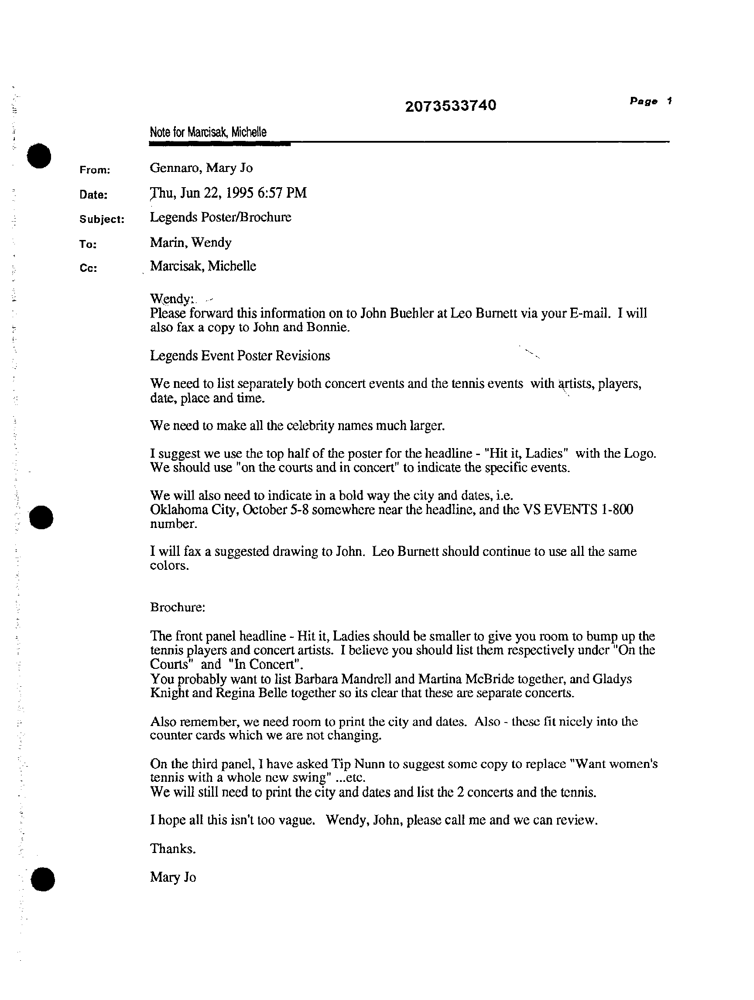 2073533740
Page 1
Note for Marcisak, Michelle
From: Gennaro, Mary Jo
Date: Thu, Jun 22, 1995 6:57 PM
Subject: Legends Poster/Brochure
To: Marin, Wendy
Cc: Marcisak, Michelle
Wendy:
Please forward this information on to John Buehler at Leo Burnett via your E-mail. I will
also fax a copy to John and Bonnie.
Legends Event Poster Revisions
We need to list separately both concert events and the tennis events with artists, players,
date, place and time.
We need to make all the celebrity names much larger.
I suggest we use the top half of the poster for the headline - "Hit it, Ladies" with the Logo.
We should use "on the courts and in concert" to indicate the specific events.
We will also need to indicate in a bold way the city and dates, i.e.
Oklahoma City, October 5-8 somewhere near the headline, and the VS EVENTS 1-800
number.
I will fax a suggested drawing to John. Leo Burnett should continue to use all the same
colors.
Brochure:
The front panel headline - Hit it, Ladies should be smaller to give you room to bump up the
tennis players and concert artists. I believe you should list them respectively under "On the
Courts" and "In Concert".
You probably want to list Barbara Mandrell and Martina McBride together, and Gladys
Knight and Regina Belle together so its clear that these are separate concerts.
Also remember, we need room to print the city and dates. Also - these fit nicely into the
counter cards which we are not changing.
On the third panel, I have asked Tip Nunn to suggest some copy to replace "Want women's
tennis with a whole new swing" ...etc.
We will still need to print the city and dates and list the 2 concerts and the tennis.
I hope all this isn't too vague. Wendy, John, please call me and we can review.
Thanks.
Mary Jo